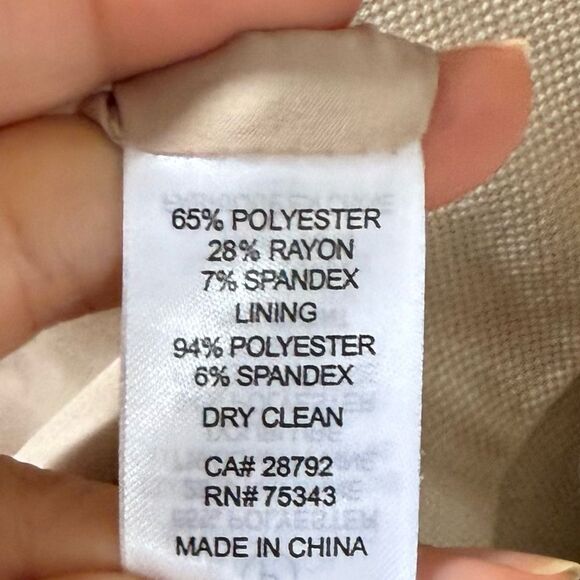 65% POLYESTER
28% RAYON
7% SPANDEX
LINING
94% POLYESTER
6% SPANDEX
DRY CLEAN
CA# 28792
RN# 75343
MADE IN CHINA